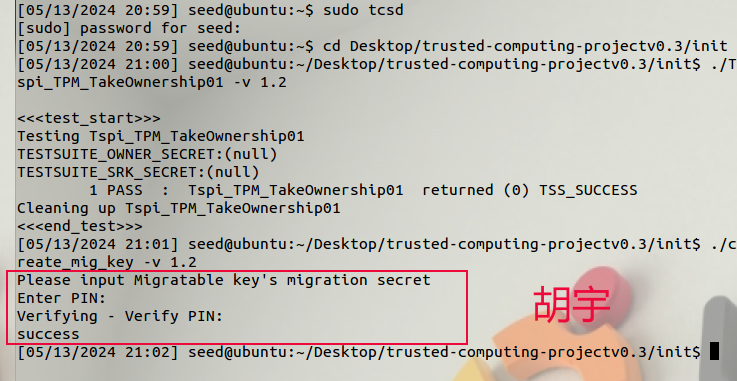 [05/13/2024 20:59] seed@ubuntu:~$ sudo tcsd
[sudo] password for seed:
[05/13/2024 20:59] seed@ubuntu:~$ cd Desktop/trusted-computing-projectv0.3/init
[05/13/2024 21:00] seed@ubuntu:~/Desktop/trusted-computing-projectv0.3/init$ ./T
spi_TPM_TakeOwnership01 -v 1.2
<<<test_start>>>
Testing Tspi_TPM_TakeOwnership01
TESTSUITE_OWNER_SECRET:(null)
TESTSUITE_SRK_SECRET:(null)
1 PASS : Tspi_TPM_TakeOwnership01 returned (0) TSS_SUCCESS
Cleaning up Tspi_TPM_TakeOwnership01
<<<end_test>>>
[05/13/2024 21:01] seed@ubuntu:~/Desktop/trusted-computing-projectv0.3/init$ ./c
reate_mig_key -v 1.2
Please input Migratable key's migration secret
Enter PIN:
Verifying - Verify PIN:
success
胡宇
[05/13/2024 21:02] seed@ubuntu:~/Desktop/trusted-computing-projectv0.3/init$